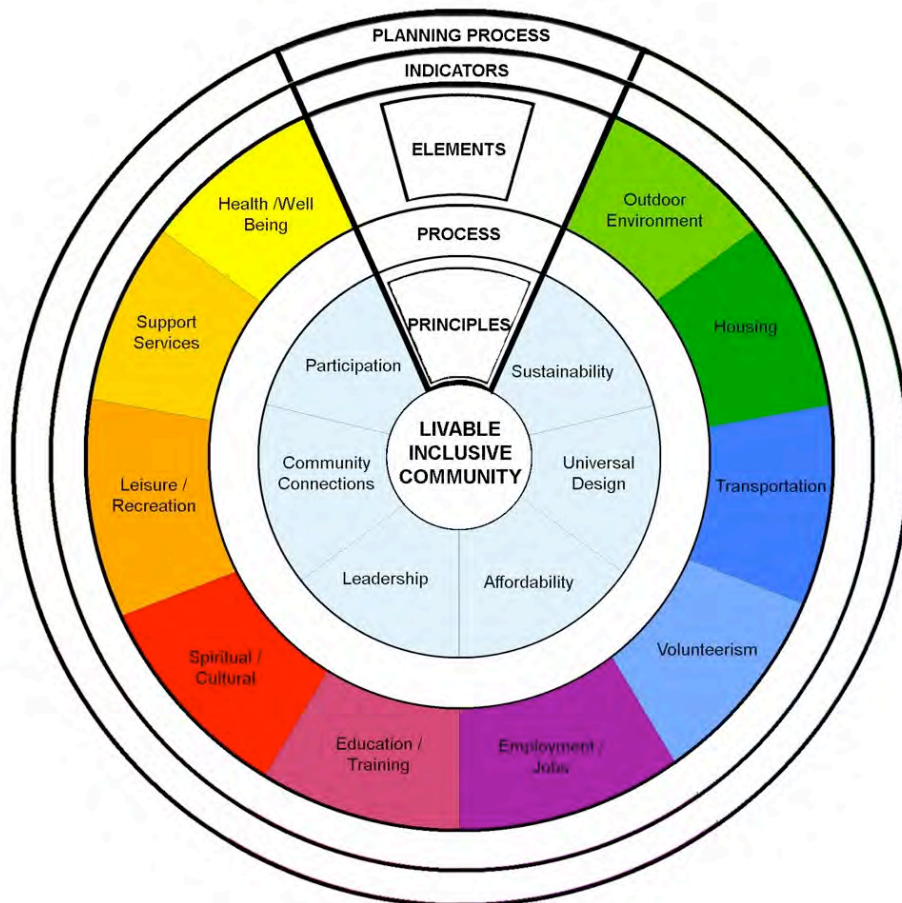 PLANNING PROCESS
INDICATORS
ELEMENTS
PROCESS
PRINCIPLES
LIVABLE
INCLUSIVE
COMMUNITY
Outdoor
Environment
Housing
Transportation
Volunteerism
Employment /
Jobs
Education /
Training
Spiritual /
Cultural
Leisure /
Recreation
Support
Services
Health /Well
Being
Sustainability
Universal
Design
Affordability
Leadership
Community
Connections
Participation